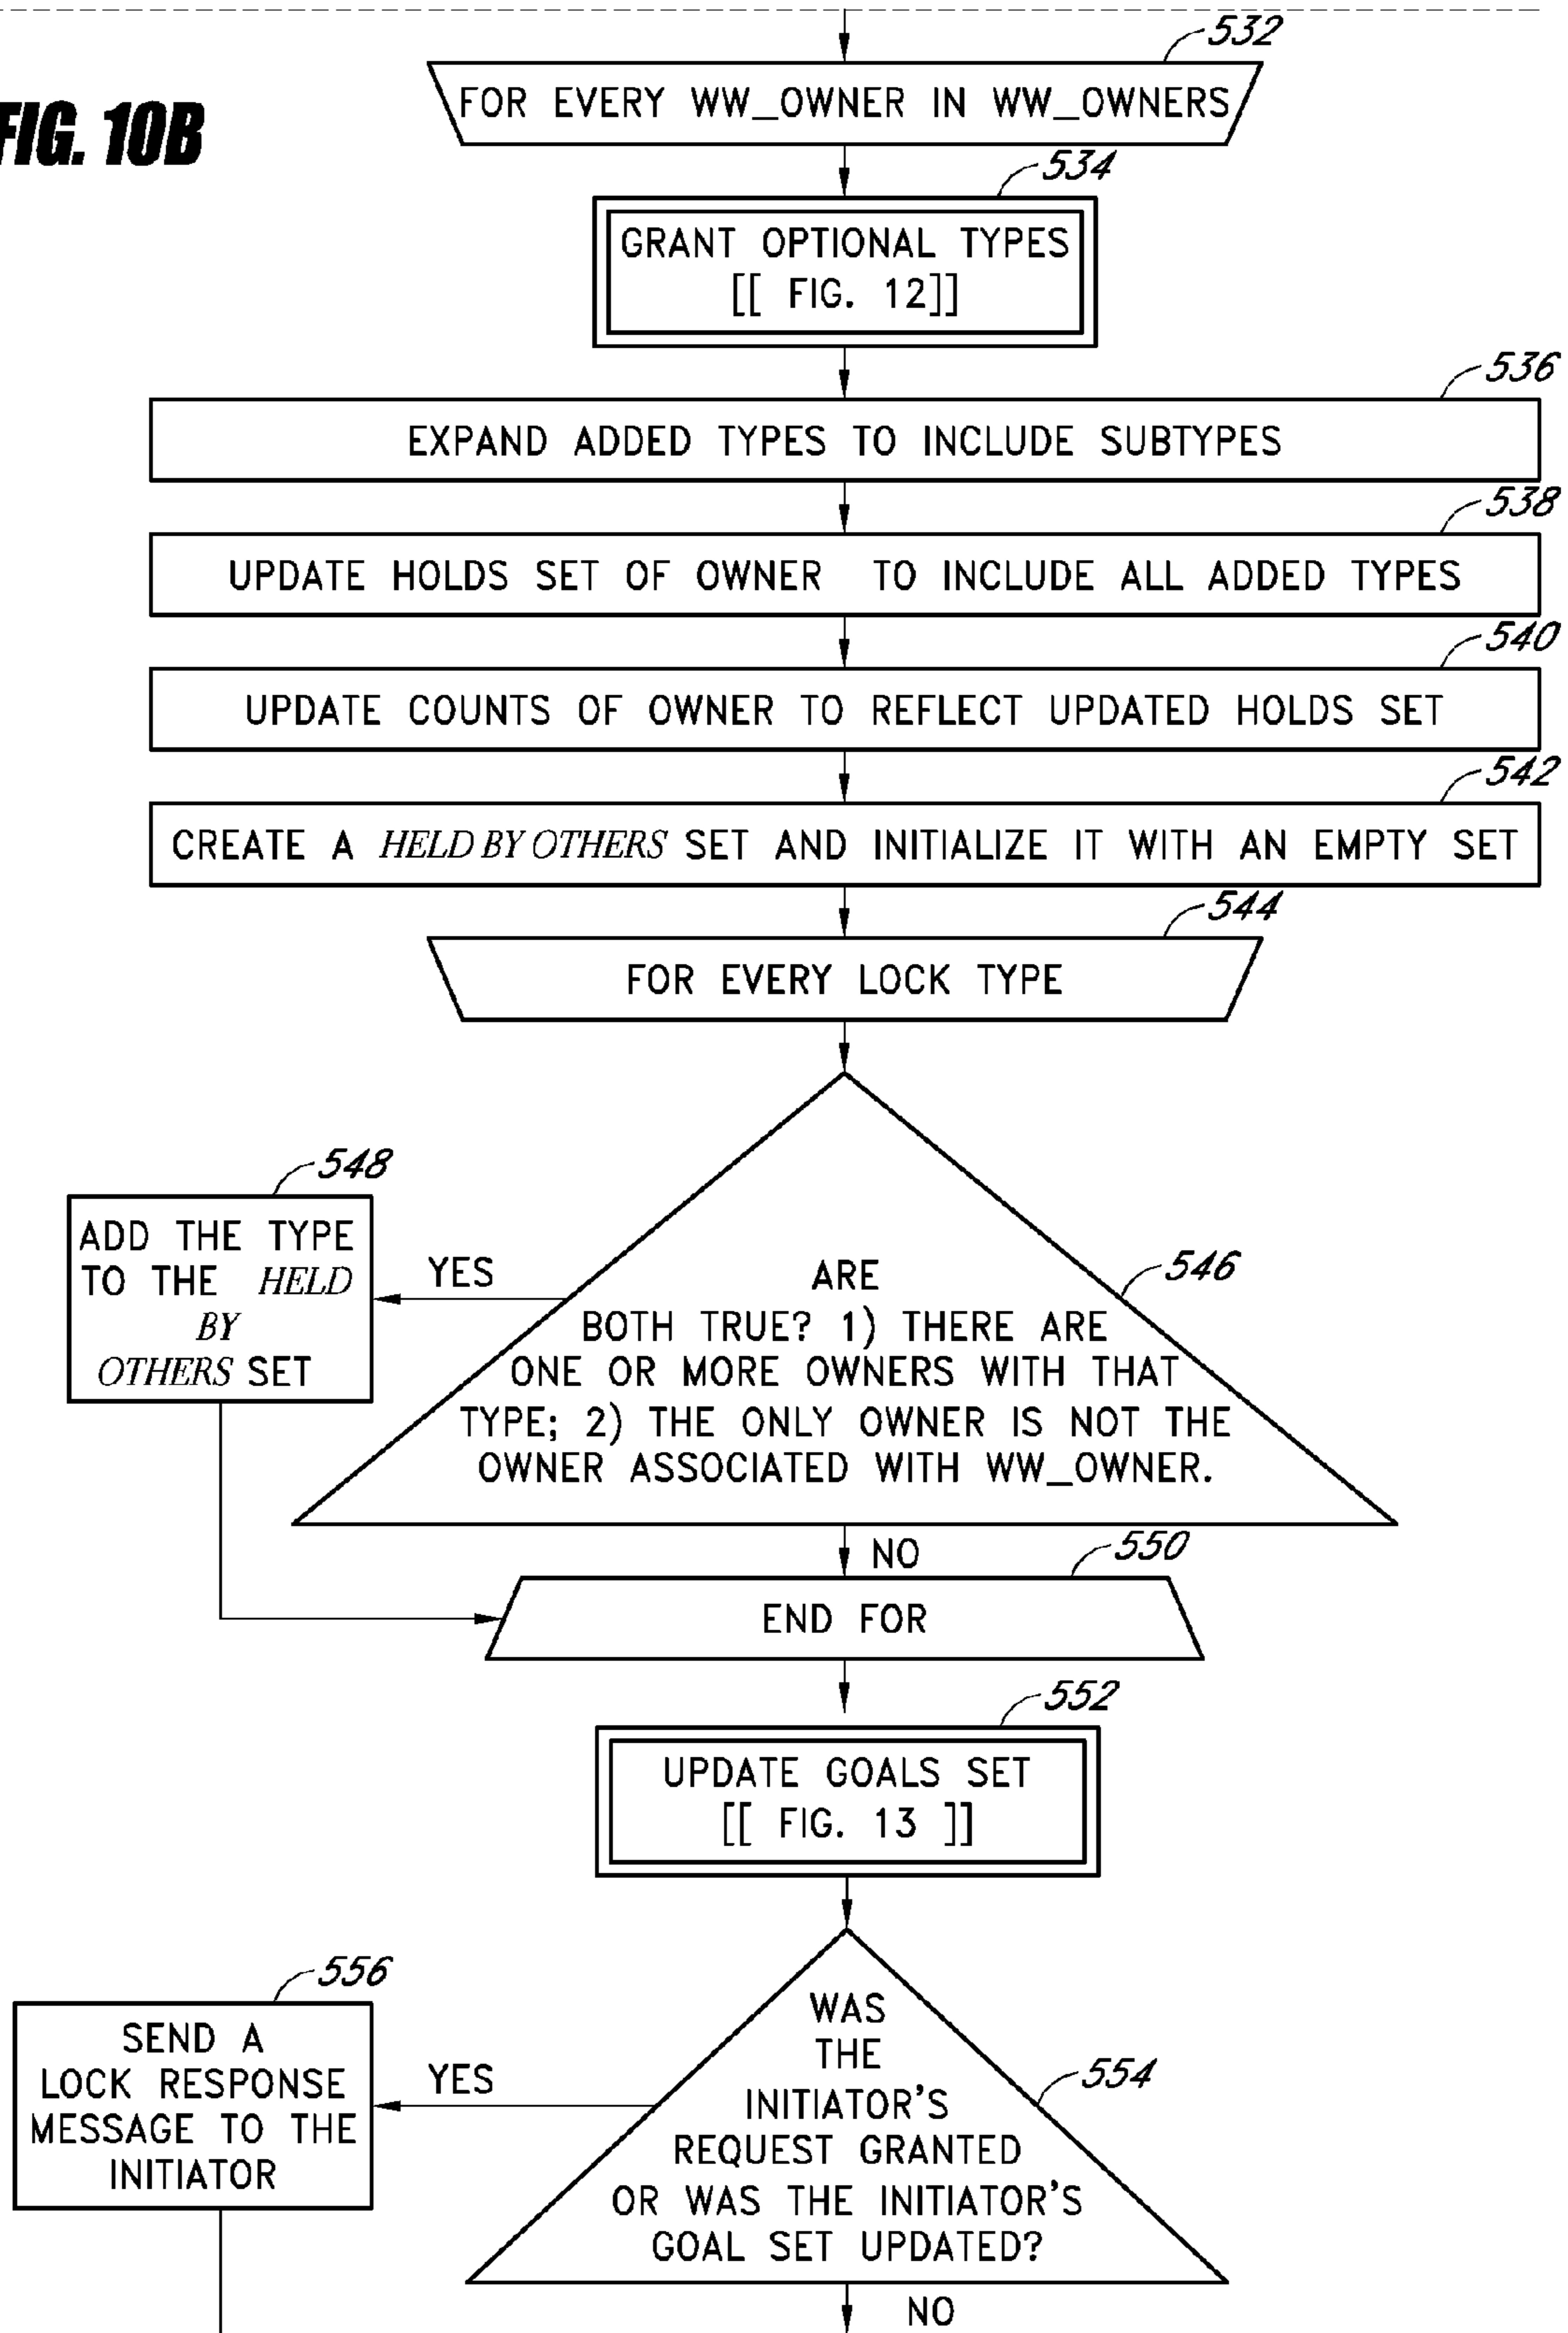 532
FIG. 10B
FOR EVERY WW_OWNER IN WW_OWNERS
534
GRANT OPTIONAL TYPES
[[ FIG. 12]]
536
EXPAND ADDED TYPES TO INCLUDE SUBTYPES
538
UPDATE HOLDS SET OF OWNER TO INCLUDE ALL ADDED TYPES
540
UPDATE COUNTS OF OWNER TO REFLECT UPDATED HOLDS SET
542
CREATE A HELD BY OTHERS SET AND INITIALIZE IT WITH AN EMPTY SET
544
FOR EVERY LOCK TYPE
548
ADD THE TYPE
TO THE HELD
BY
OTHERS SET
YES
546
ARE
BOTH TRUE? 1) THERE ARE
ONE OR MORE OWNERS WITH THAT
TYPE; 2) THE ONLY OWNER IS NOT THE
OWNER ASSOCIATED WITH WW_OWNER.
NO
550
END FOR
552
UPDATE GOALS SET
[[ FIG. 13 ]]
556
SEND A
LOCK RESPONSE
MESSAGE TO THE
INITIATOR
YES
554
WAS
THE
INITIATOR'S
REQUEST GRANTED
OR WAS THE INITIATOR'S
GOAL SET UPDATED?
NO